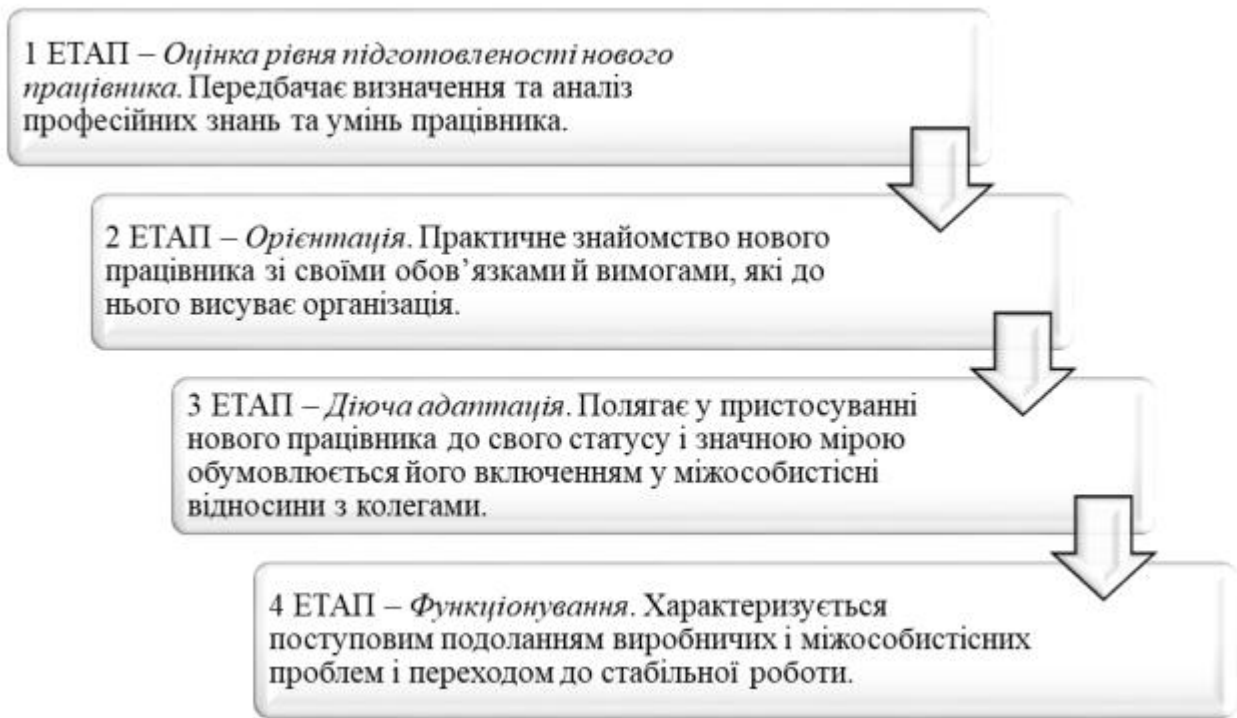 1 ЕТАП – Оцінка рівня підготовленості нового
працівника. Передбачає визначення та аналіз
професійних знань та умінь працівника.
2 ЕТАП – Орієнтація. Практичне знайомство нового
працівника зі своїми обов’язками й вимогами, які до
нього висуває організація.
3 ЕТАП – Діюча адаптація. Полягає у пристосуванні
нового працівника до свого статусу і значною мірою
обумовлюється його включенням у міжособистісні
відносини з колегами.
4 ЕТАП – Функціонування. Характеризується
поступовим подоланням виробничих і міжособистісних
проблем і переходом до стабільної роботи.